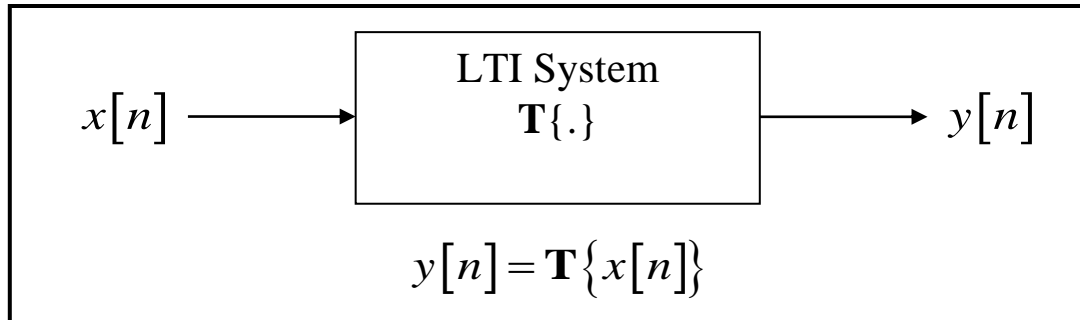 LTI System
x[n] T{.} y[n]
y[n] = T{x[n]}